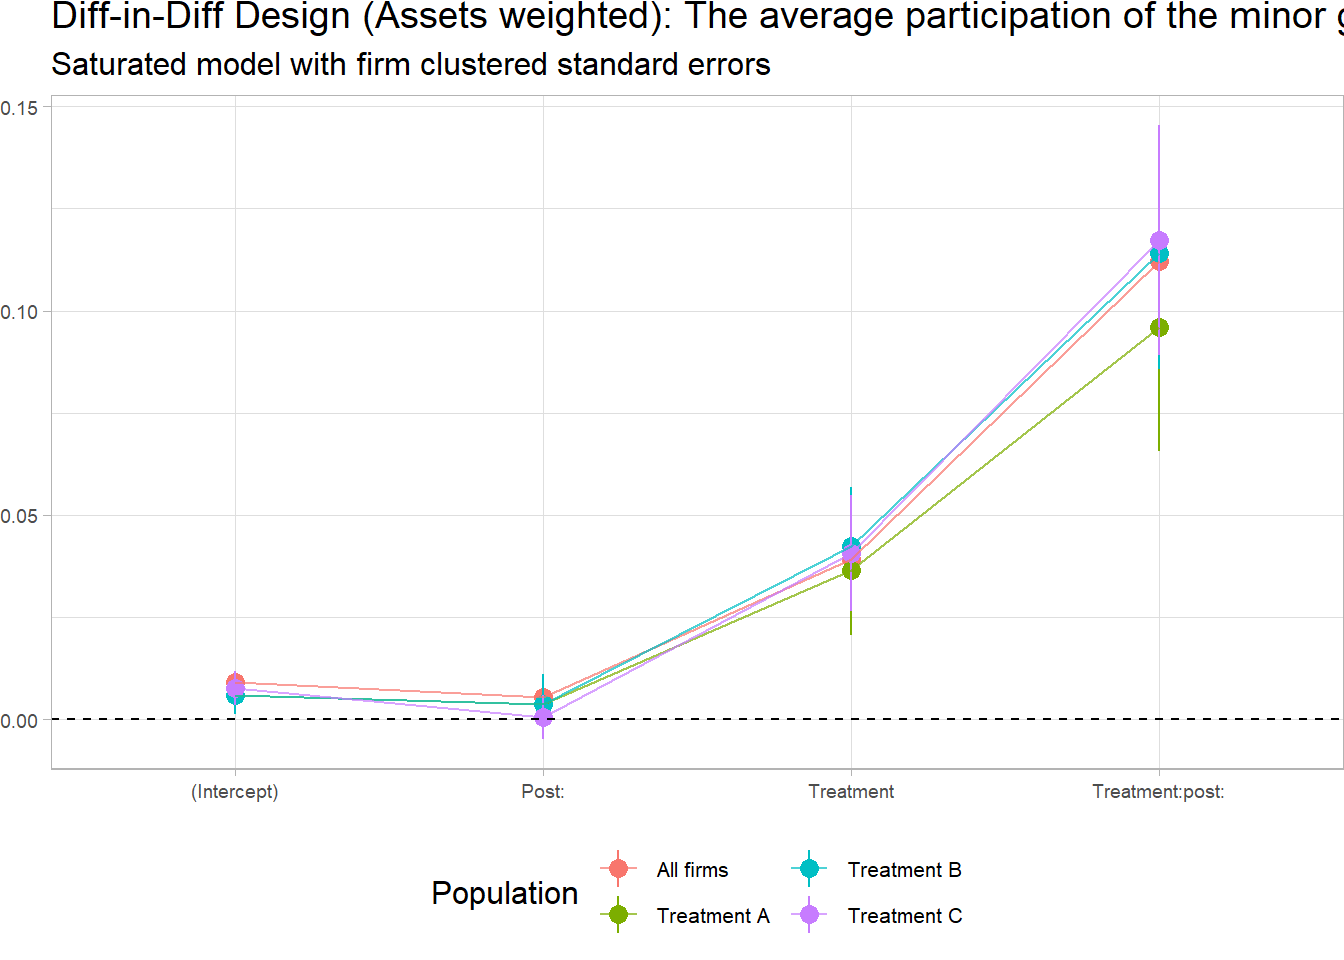 Diff-in-Diff Design (Assets weighted): The average participation of the minor
Saturated model with firm clustered standard errors
0.15
0.10
0.05
0.00
(Intercept) Post: Treatment Treatment:post:
Population
All firms Treatment B
Treatment A Treatment C